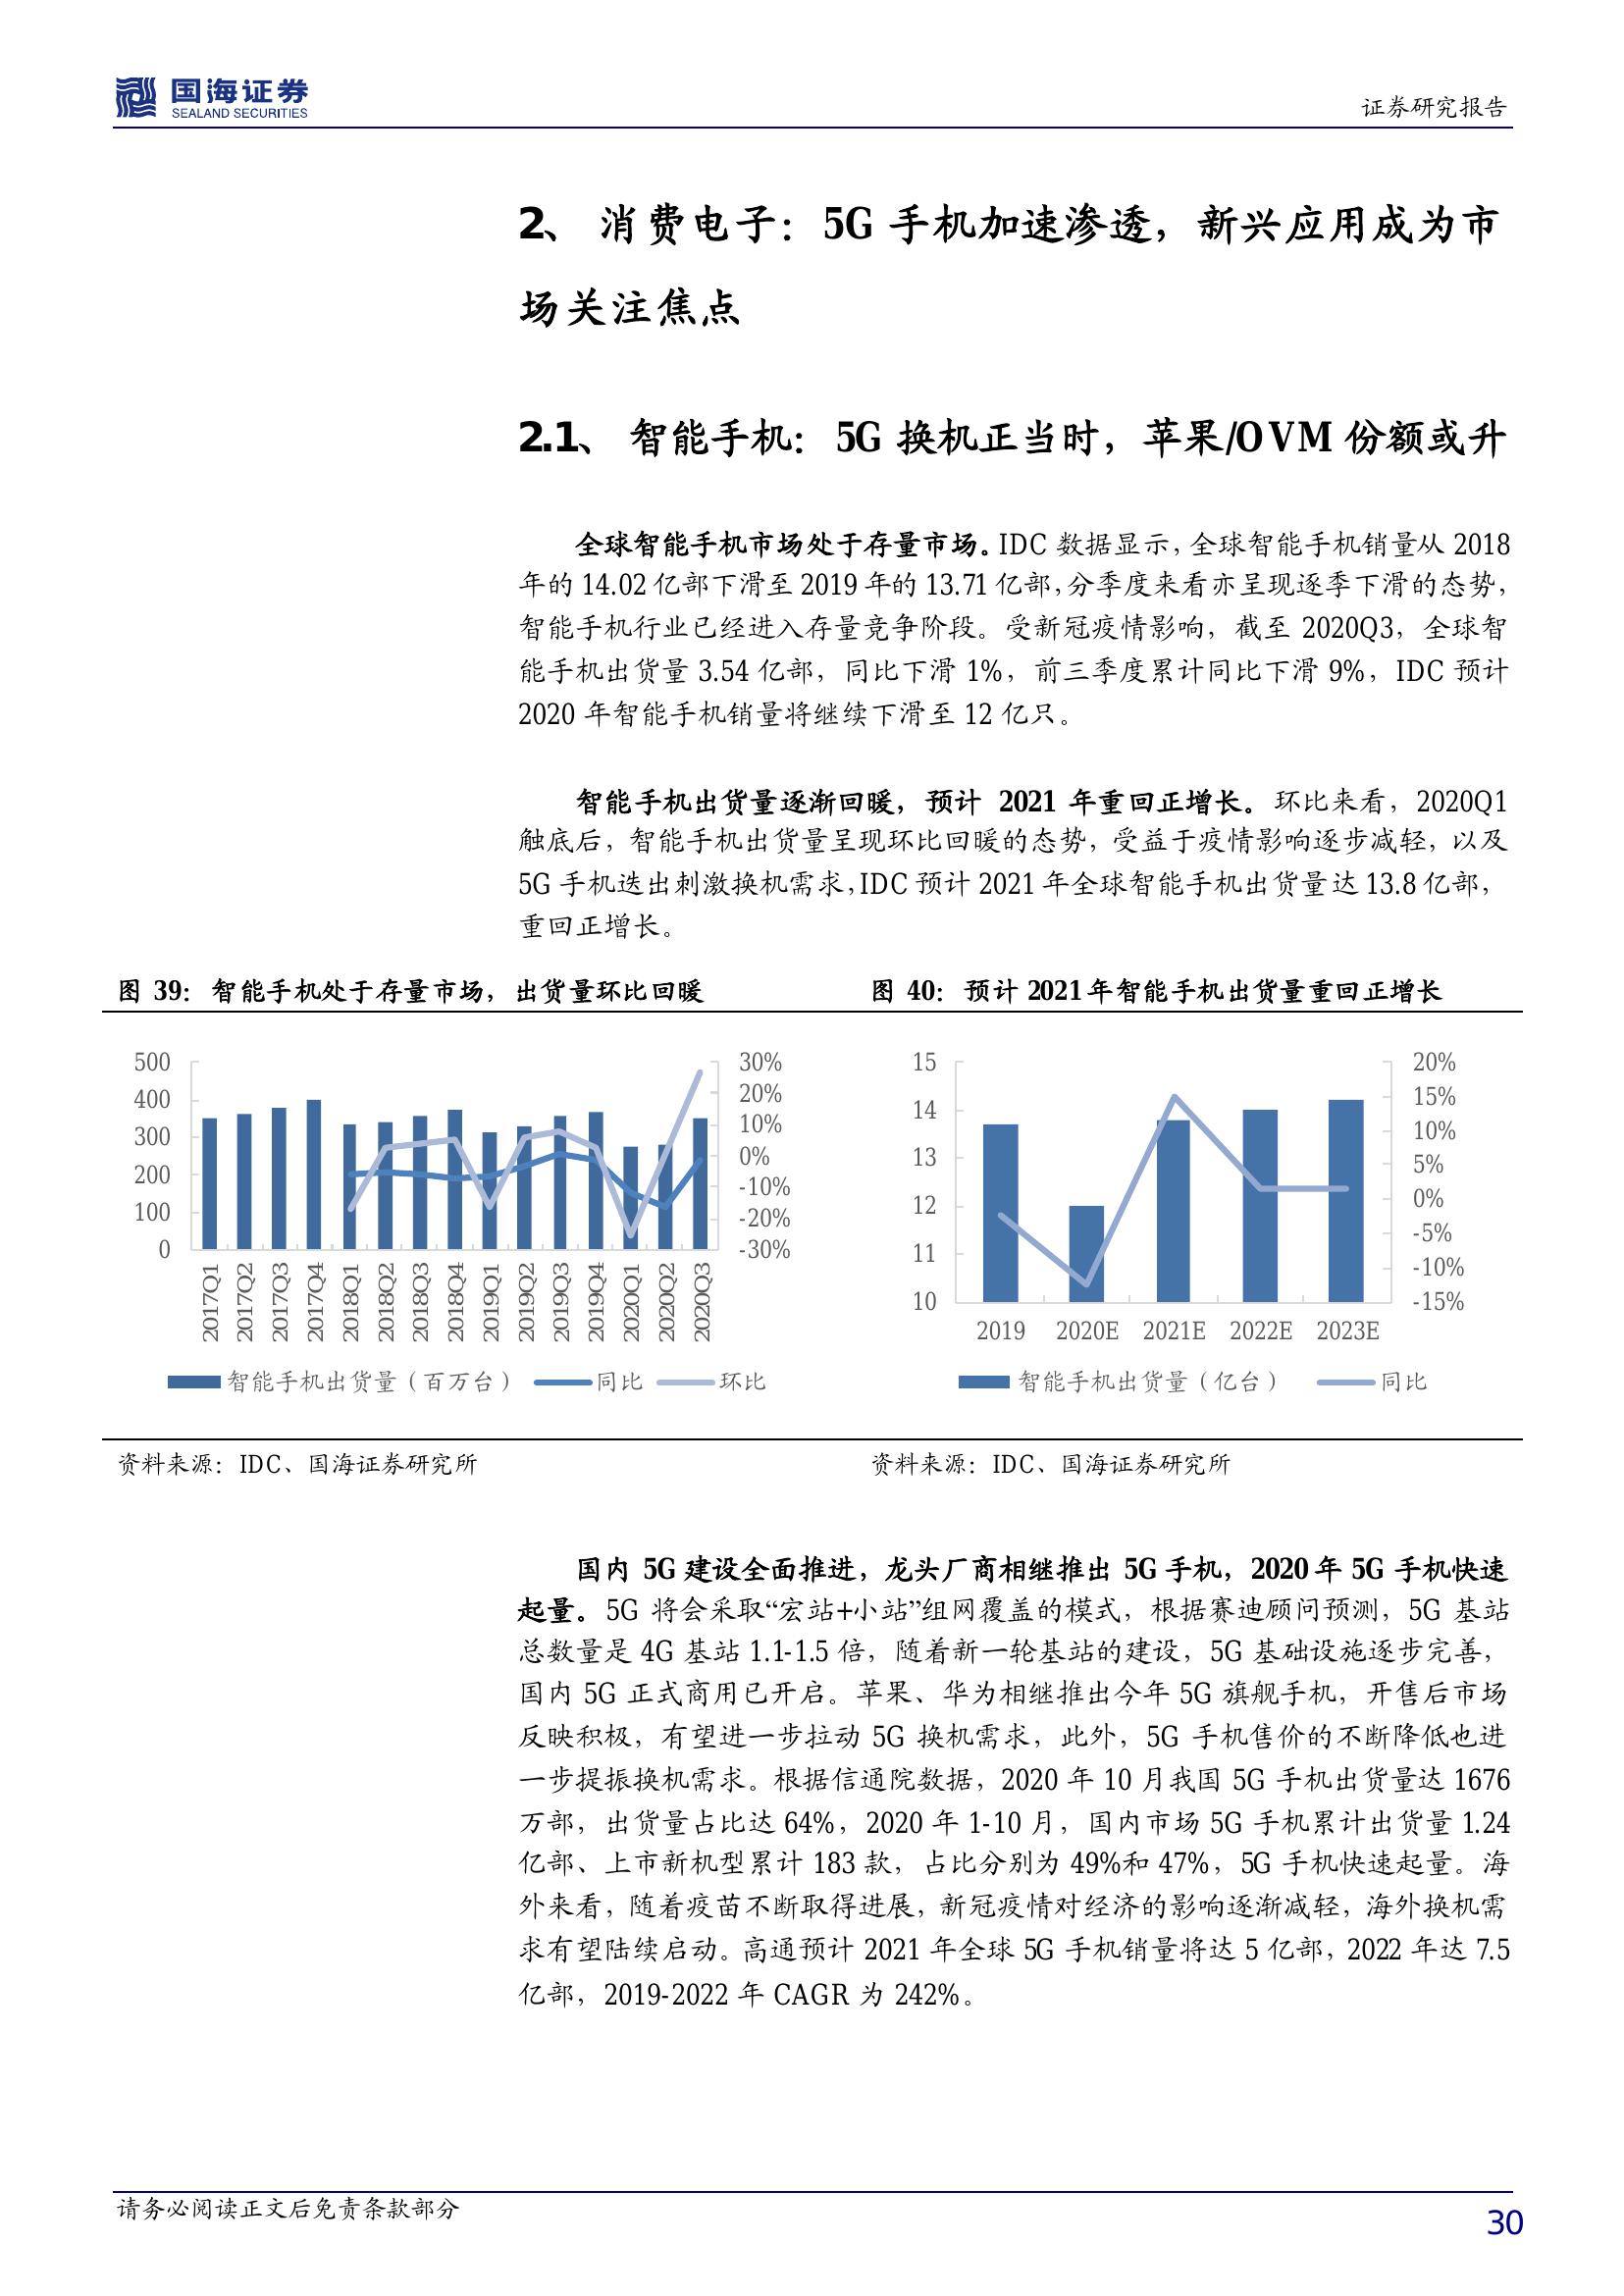 国海证券
SEALAND SECURITIES
证券研究报告
2、 消费电子：5G 手机加速渗透，新兴应用成为市
场关注焦点
2.1、 智能手机：5G 换机正当时，苹果/OVM 份额或升
全球智能手机市场处于存量市场。IDC 数据显示，全球智能手机销量从 2018
年的 14.02 亿部下滑至 2019 年的 13.71 亿部，分季度来看亦呈现逐季下滑的态势，
智能手机行业已经进入存量竞争阶段。受新冠疫情影响，截至 2020Q3，全球智
能手机出货量 3.54 亿部，同比下滑 1%，前三季度累计同比下滑 9%，IDC 预计
2020 年智能手机销量将继续下滑至 12 亿只。
智能手机出货量逐渐回暖，预计 2021 年重回正增长。环比来看，2020Q1
触底后，智能手机出货量呈现环比回暖的态势，受益于疫情影响逐步减轻，以及
5G 手机迭出刺激换机需求，IDC 预计 2021 年全球智能手机出货量达 13.8 亿部，
重回正增长。
图 39：智能手机处于存量市场，出货量环比回暖
500
400
300
200
100
0
30%
20%
10%
0%
-10%
-20%
-30%
2017Q1
2017Q2
2017Q3
2017Q4
2018Q1
2018Q2
2018Q3
2018Q4
2019Q1
2019Q2
2019Q3
2019Q4
2020Q1
2020Q2
2020Q3
智能手机出货量（百万台） 同比 环比
资料来源：IDC、国海证券研究所
图 40：预计 2021 年智能手机出货量重回正增长
15
14
13
12
11
10
20%
15%
10%
5%
0%
-5%
-10%
-15%
2019 2020E 2021E 2022E 2023E
智能手机出货量（亿台） 同比
资料来源：IDC、国海证券研究所
国内 5G 建设全面推进，龙头厂商相继推出 5G 手机，2020 年 5G 手机快速
起量。5G 将会采取“宏站+小站”组网覆盖的模式，根据赛迪顾问预测，5G 基站
总数量是 4G 基站 1.1-1.5 倍，随着新一轮基站的建设，5G 基础设施逐步完善，
国内 5G 正式商用已开启。苹果、华为相继推出今年 5G 旗舰手机，开售后市场
反映积极，有望进一步拉动 5G 换机需求，此外，5G 手机售价的不断降低也进
一步提振换机需求。根据信通院数据，2020 年 10 月我国 5G 手机出货量达 1676
万部，出货量占比达 64%，2020 年 1-10 月，国内市场 5G 手机累计出货量 1.24
亿部、上市新机型累计 183 款，占比分别为 49%和 47%，5G 手机快速起量。海
外来看，随着疫苗不断取得进展，新冠疫情对经济的影响逐渐减轻，海外换机需
求有望陆续启动。高通预计 2021 年全球 5G 手机销量将达 5 亿部，2022 年达 7.5
亿部，2019-2022 年 CAGR 为 242%。
请务必阅读正文后免责条款部分
30